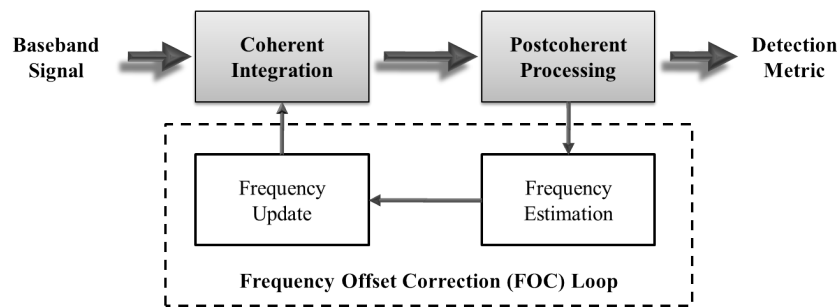 Baseband
Signal
Coherent
Integration
Postcoherent
Processing
Detection
Metric
Frequency
Update
Frequency
Estimation
Frequency Offset Correction (FOC) Loop